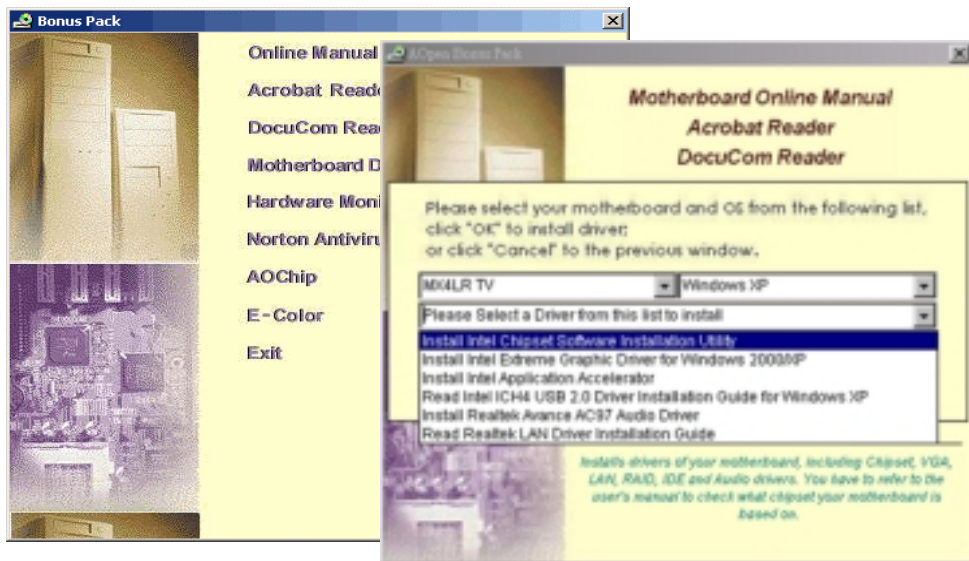 Bonus Pack
Online Manual
Acrobat Reade
DocuCom Rea
Motherboard D
Hardware Moni
Norton Antiviru
AOChip
E-Color
Exit
AOpen Bonus Pack
Motherboard Online Manual
Acrobat Reader
DocuCom Reader
Please select your motherboard and OS from the following list,
click "OK" to install driver;
or click "Cancel" to the previous window.
MX4LR TV Windows XP
Please Select a Driver from this list to install
Install Intel Chipset Software Installation Utility
Install Intel Extreme Graphic Driver for Windows 2000/XP
Install Intel Application Accelerator
Read Intel ICH4 USB 2.0 Driver Installation Guide for Windows XP
Install Realtek Avance AC97 Audio Driver
Read Realtek LAN Driver Installation Guide
Installs drivers of your motherboard, including Chipset, VGA,
LAN, RAID, IDE and Audio drivers. You have to refer to the
user's manual to check what chipset your motherboard is
based on.